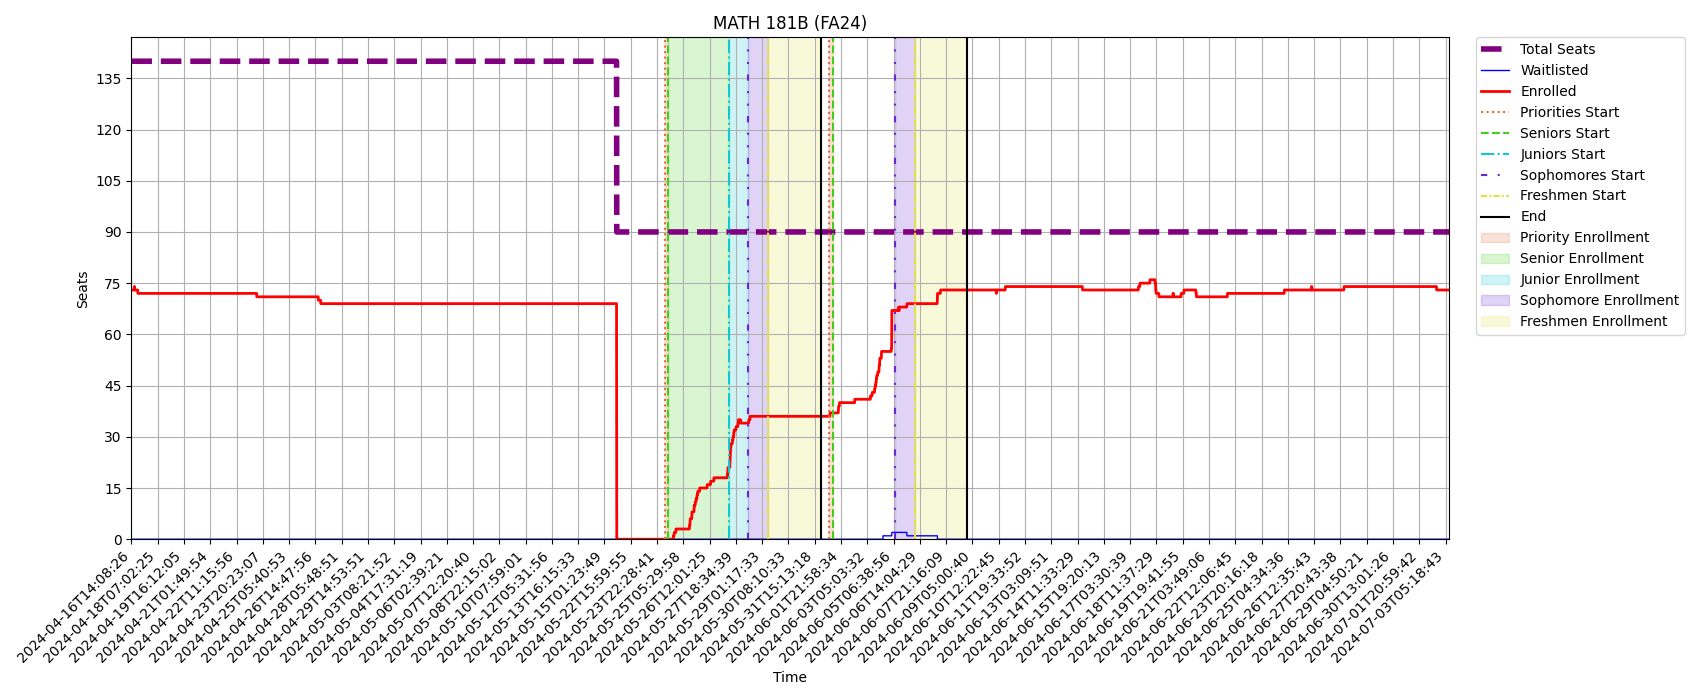 MATH 181B (FA24)
Seats
135
120
105
90
75
60
45
30
15
0
2024-04-16T14:08:26
2024-04-18T07:02:25
2024-04-19T16:12:05
2024-04-21T01:49:54
2024-04-22T11:15:56
2024-04-23T20:23:07
2024-04-25T05:40:53
2024-04-26T14:47:56
2024-04-28T05:48:51
2024-04-29T14:53:51
2024-05-03T08:21:52
2024-05-04T17:31:19
2024-05-06T02:39:21
2024-05-07T12:20:40
2024-05-08T22:15:02
2024-05-10T07:59:01
2024-05-12T05:31:56
2024-05-13T16:15:33
2024-05-15T01:23:49
2024-05-22T15:59:55
2024-05-23T22:28:41
2024-05-25T05:29:58
2024-05-26T12:01:25
2024-05-27T18:34:39
2024-05-29T01:17:33
2024-05-30T08:10:33
2024-05-31T15:13:18
2024-06-01T21:58:34
2024-06-03T05:03:32
2024-06-05T06:38:56
2024-06-06T14:04:29
2024-06-07T21:16:09
2024-06-09T05:00:40
2024-06-10T12:22:45
2024-06-11T19:33:52
2024-06-13T03:09:51
2024-06-14T11:33:29
2024-06-15T19:20:13
2024-06-17T03:30:39
2024-06-18T11:37:29
2024-06-19T19:41:55
2024-06-21T03:49:06
2024-06-22T12:06:45
2024-06-23T20:16:18
2024-06-25T04:34:36
2024-06-26T12:35:43
2024-06-27T20:43:38
2024-06-29T04:50:21
2024-06-30T13:01:26
2024-07-01T20:59:42
2024-07-03T05:18:43
Time
Total Seats
Waitlisted
Enrolled
Priorities Start
Seniors Start
Juniors Start
Sophomores Start
Freshmen Start
End
Priority Enrollment
Senior Enrollment
Junior Enrollment
Sophomore Enrollment
Freshmen Enrollment